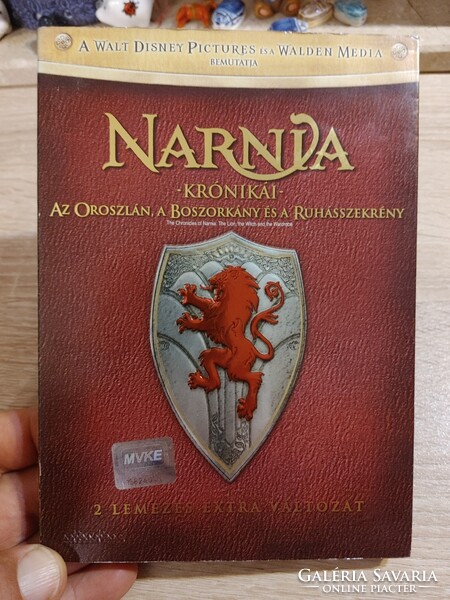 A WALT DISNEY PICTURES ÉS A WALDEN MEDIA
BEMUTATJA
NARNIA
-KRÓNIKÁI-
AZ OROSZLÁN, A BOSZORKÁNY ÉS A RUHÁSSZEKRÉNY
The Chronicles of Narnia: The Lion, the Witch and the Wardrobe
MVKE
2 LEMEZES EXTRA VÁLTOZAT
GALÉRIA SAVARIA
ONLINE PIACTÉR